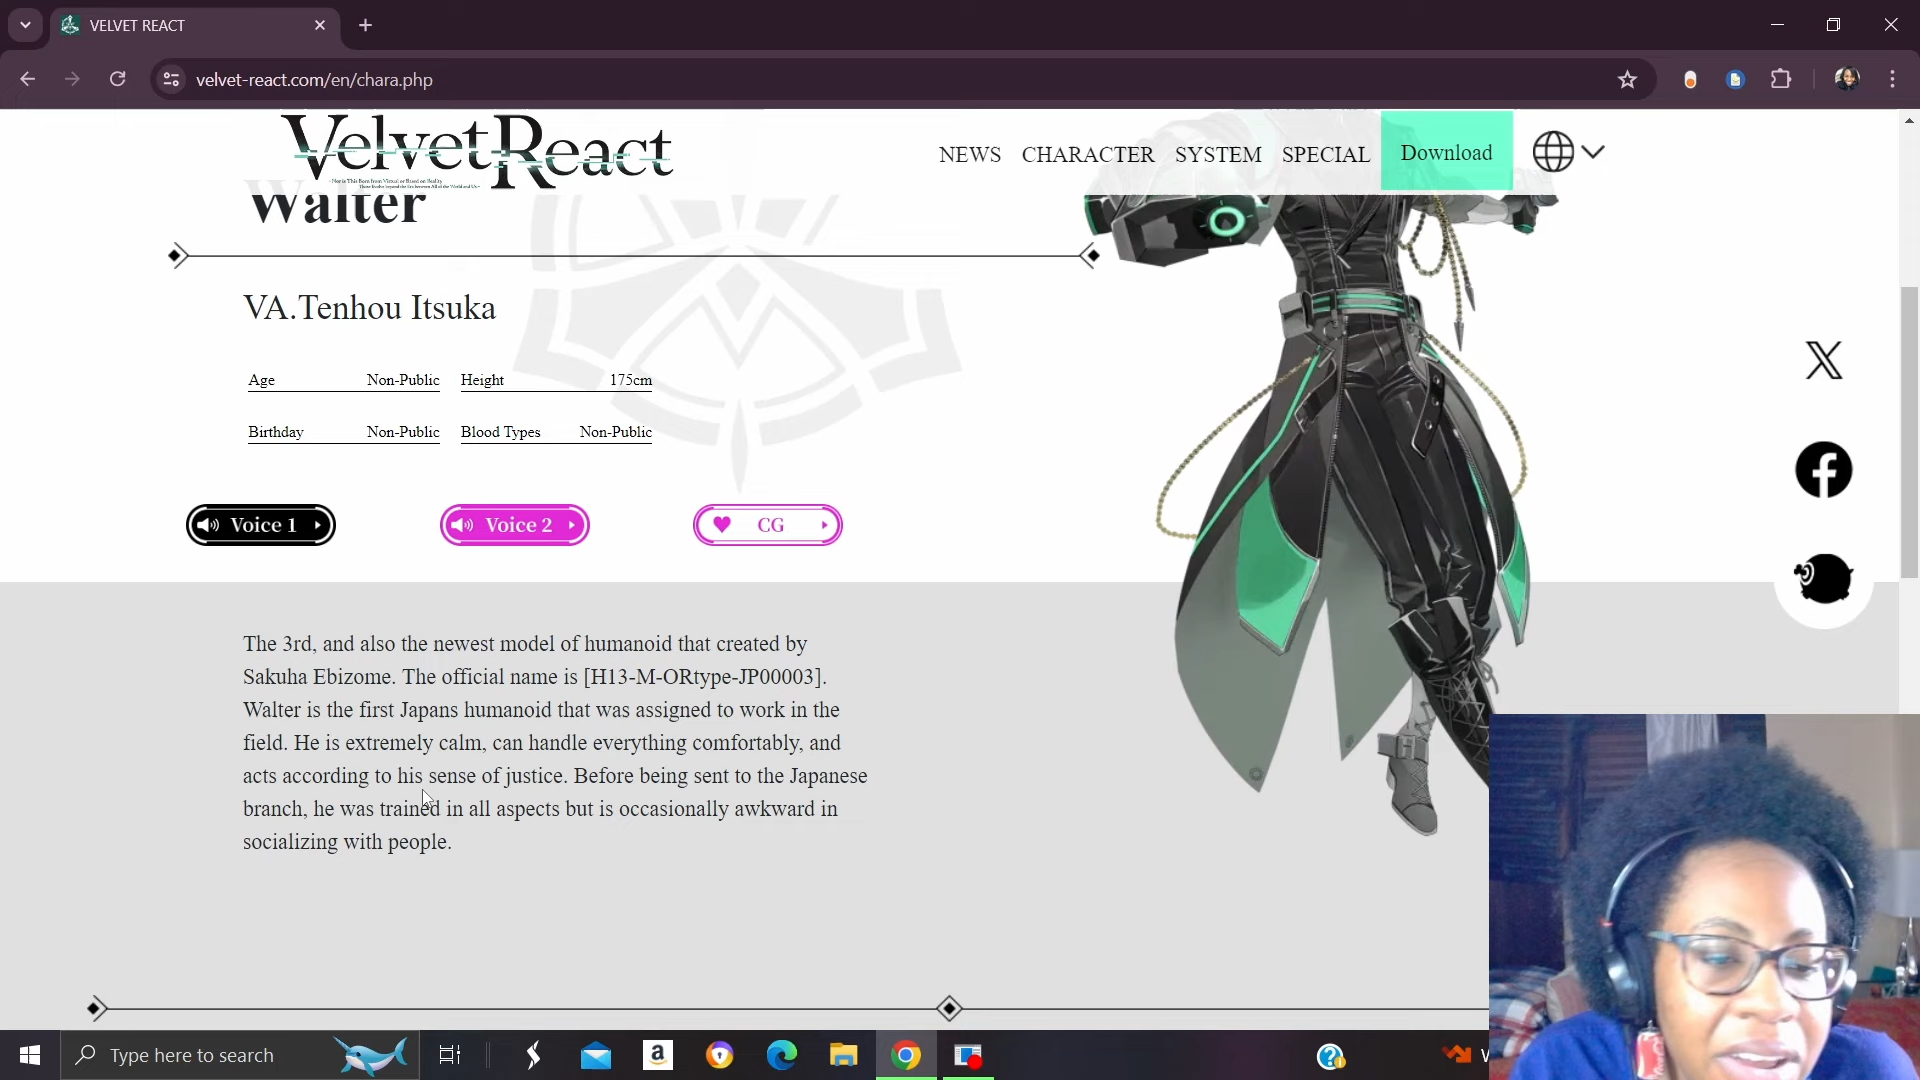 VELVET REACT
velvet-react.com/en/chara.php
VelvetReact
NEWS CHARACTER SYSTEM SPECIAL Download
Walter
VA.Tenhou Itsuka
Age Non-Public Height 175cm
Birthday Non-Public Blood Types Non-Public
Voice 1 Voice 2 CG
The 3rd, and also the newest model of humanoid that created by
Sakuha Ebizome. The official name is [H13-M-ORtype-JP00003].
Walter is the first Japans humanoid that was assigned to work in the
field. He is extremely calm, can handle everything comfortably, and
acts according to his sense of justice. Before being sent to the Japanese
branch, he was trained in all aspects but is occasionally awkward in
socializing with people.
Type here to search